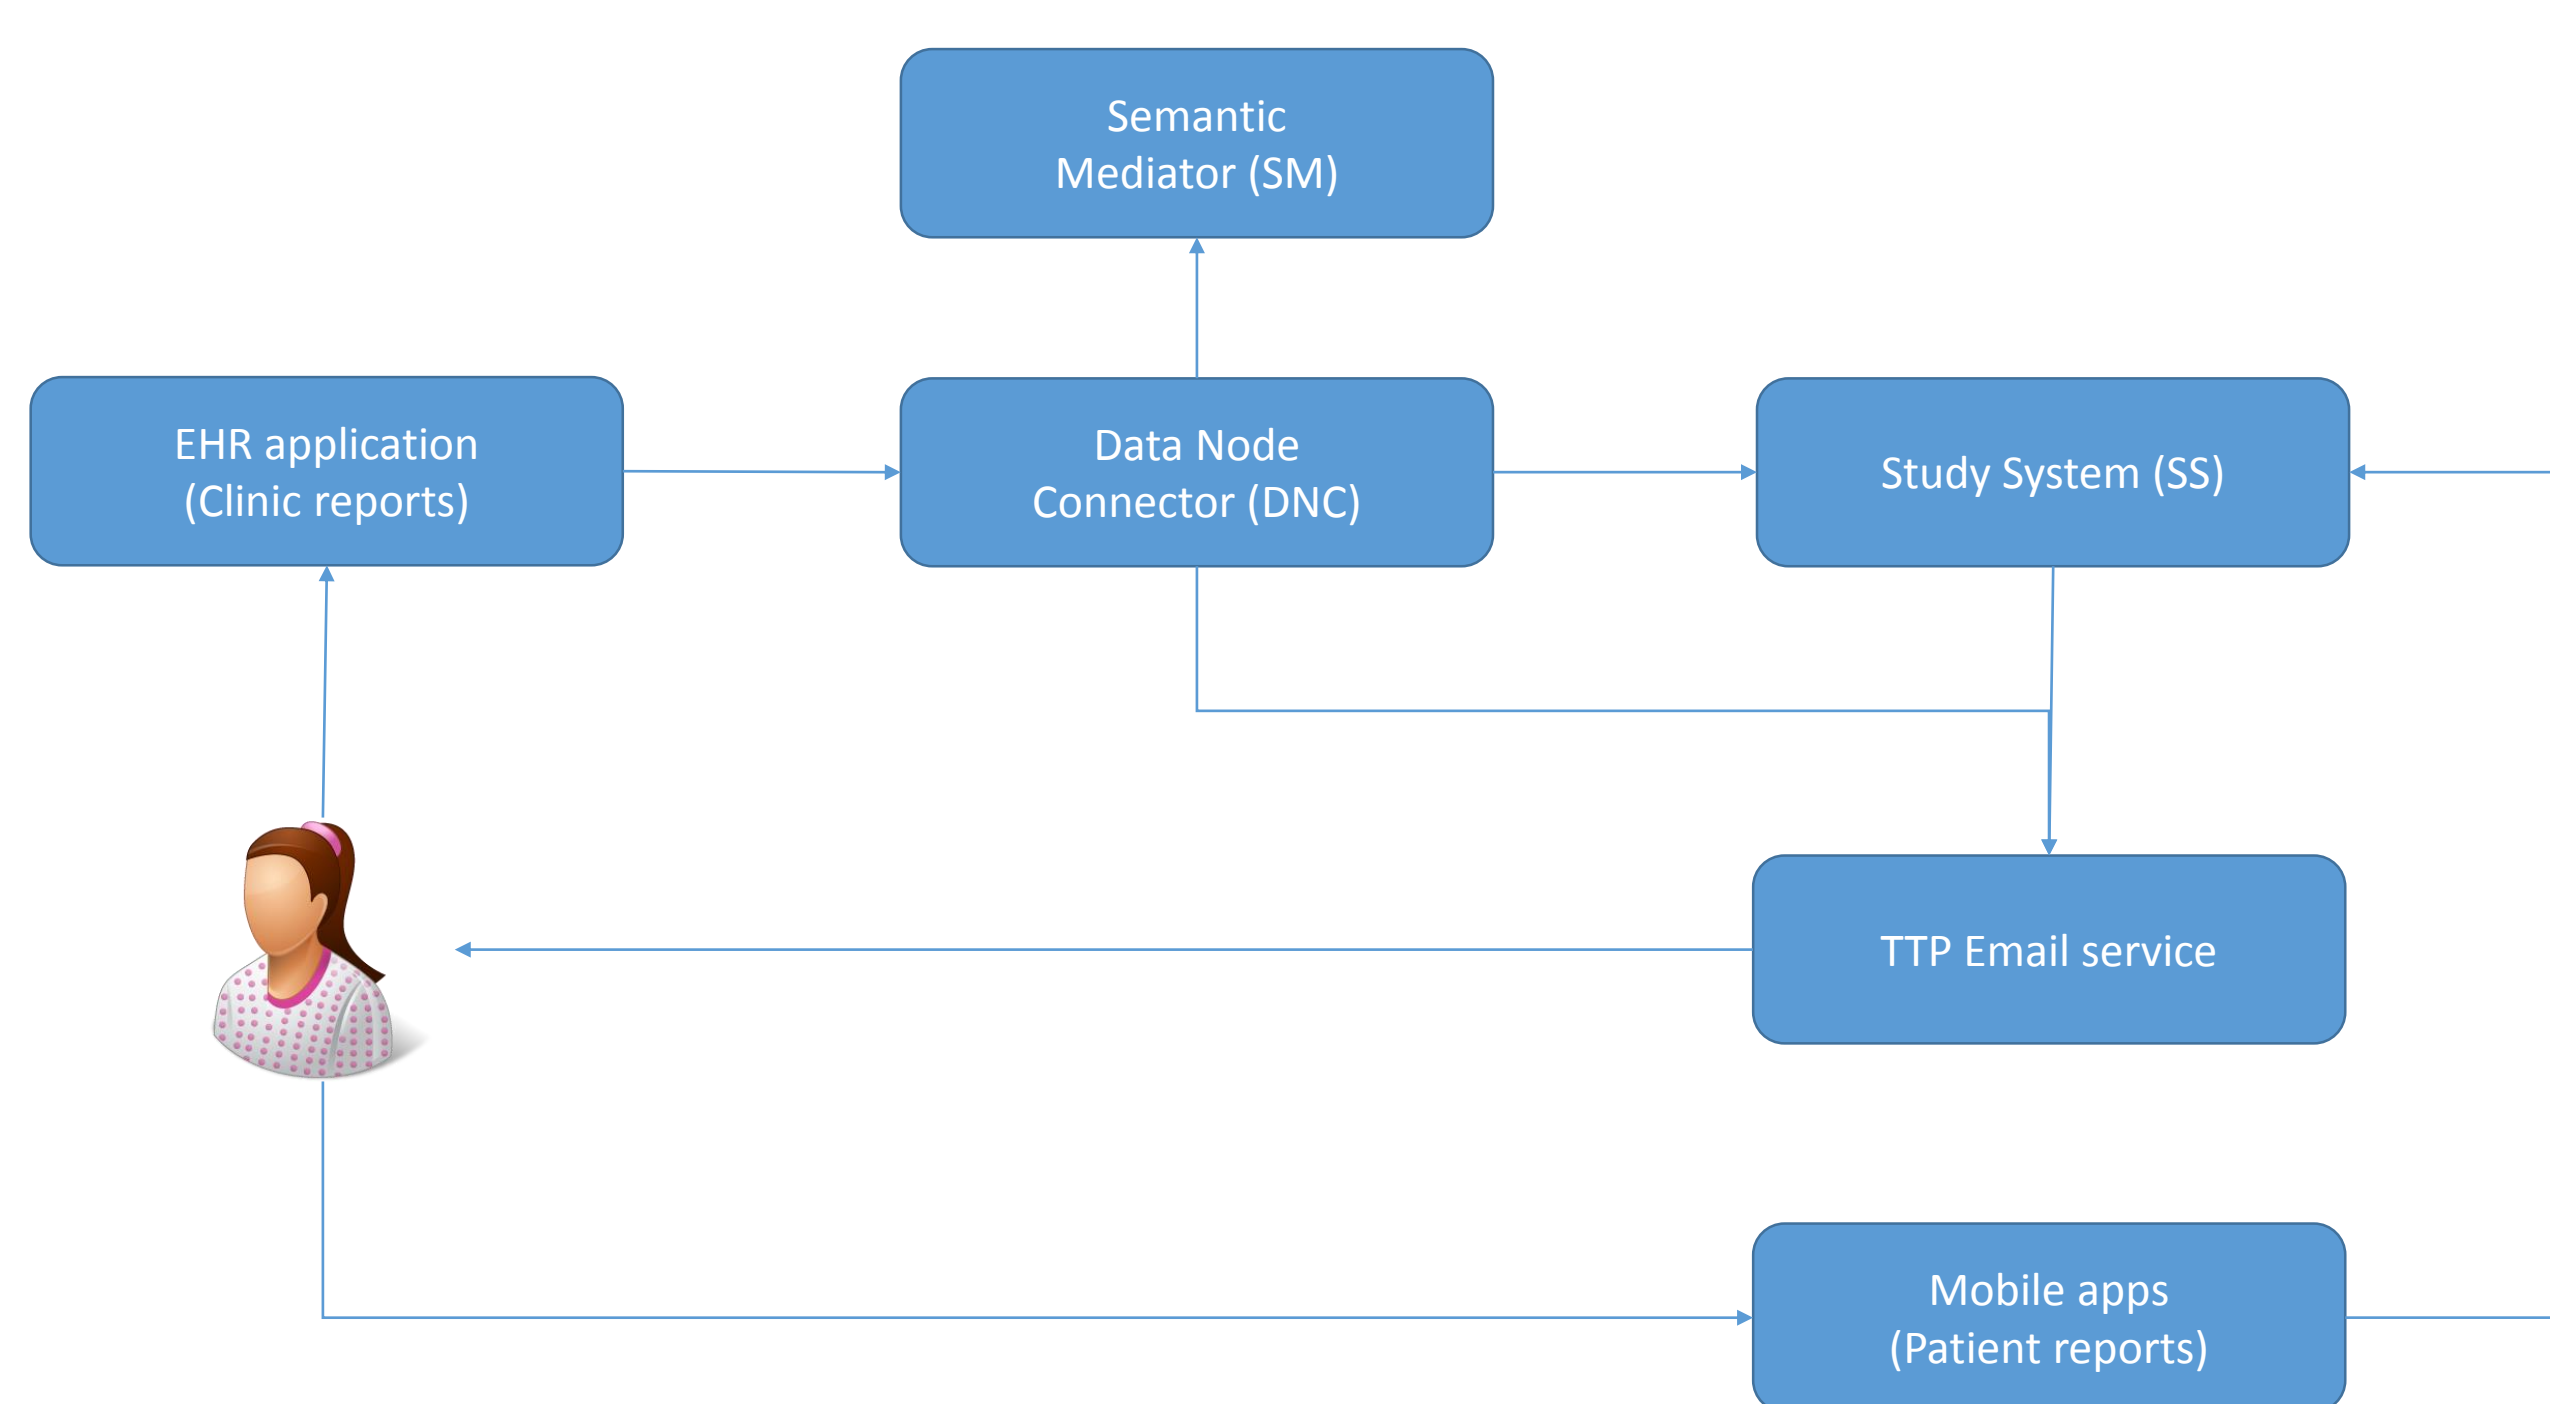 Semantic
Mediator (SM)
EHR application
(Clinic reports)
Data Node
Connector (DNC)
Study System (SS)
TTP Email service
Mobile apps
(Patient reports)